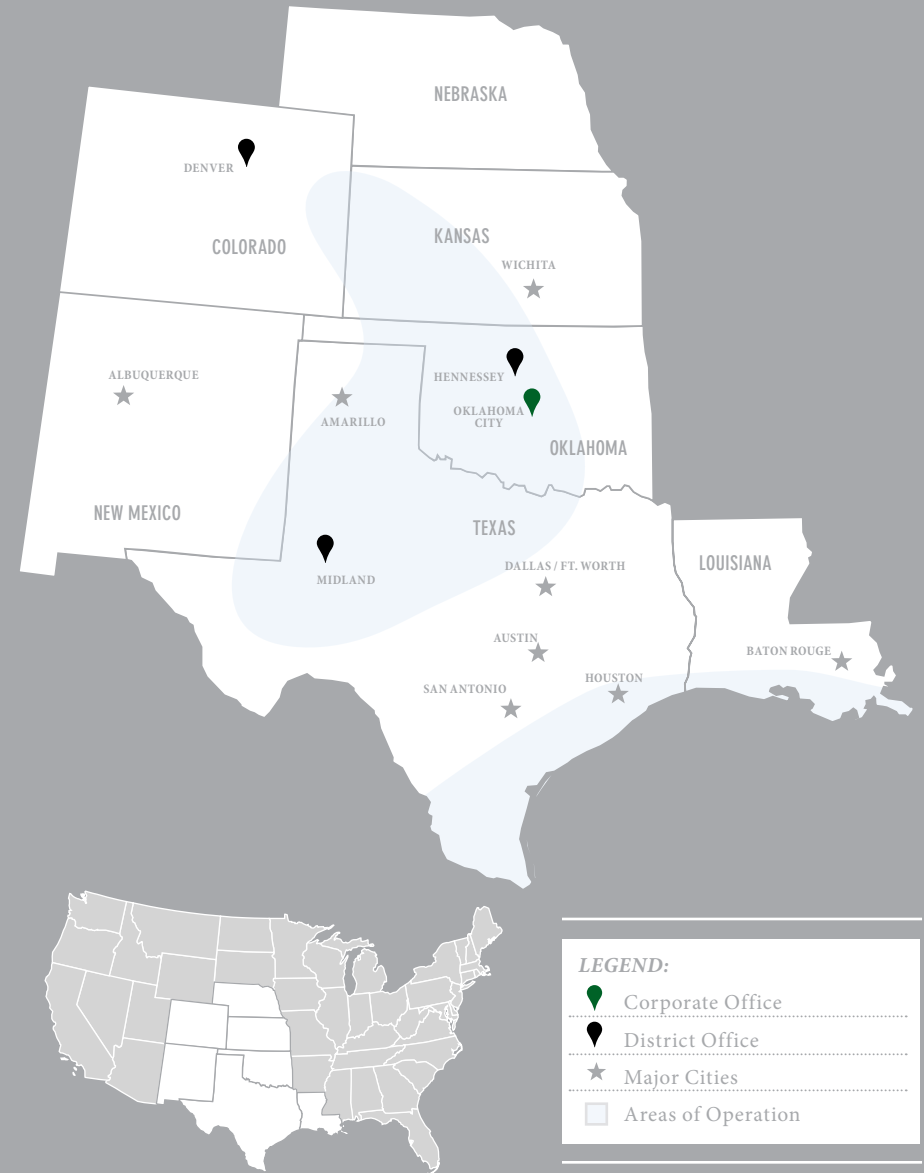 NEBRASKA
DENVER
COLORADO
KANSAS
WICHITA
ALBUQUERQUE
HENNESSEY
AMARILLO
OKLAHOMA
CITY
OKLAHOMA
NEW MEXICO
TEXAS
MIDLAND
DALLAS / FT. WORTH
LOUISIANA
AUSTIN
BATON ROUGE
SAN ANTONIO
HOUSTON
LEGEND:
Corporate Office
District Office
Major Cities
Areas of Operation